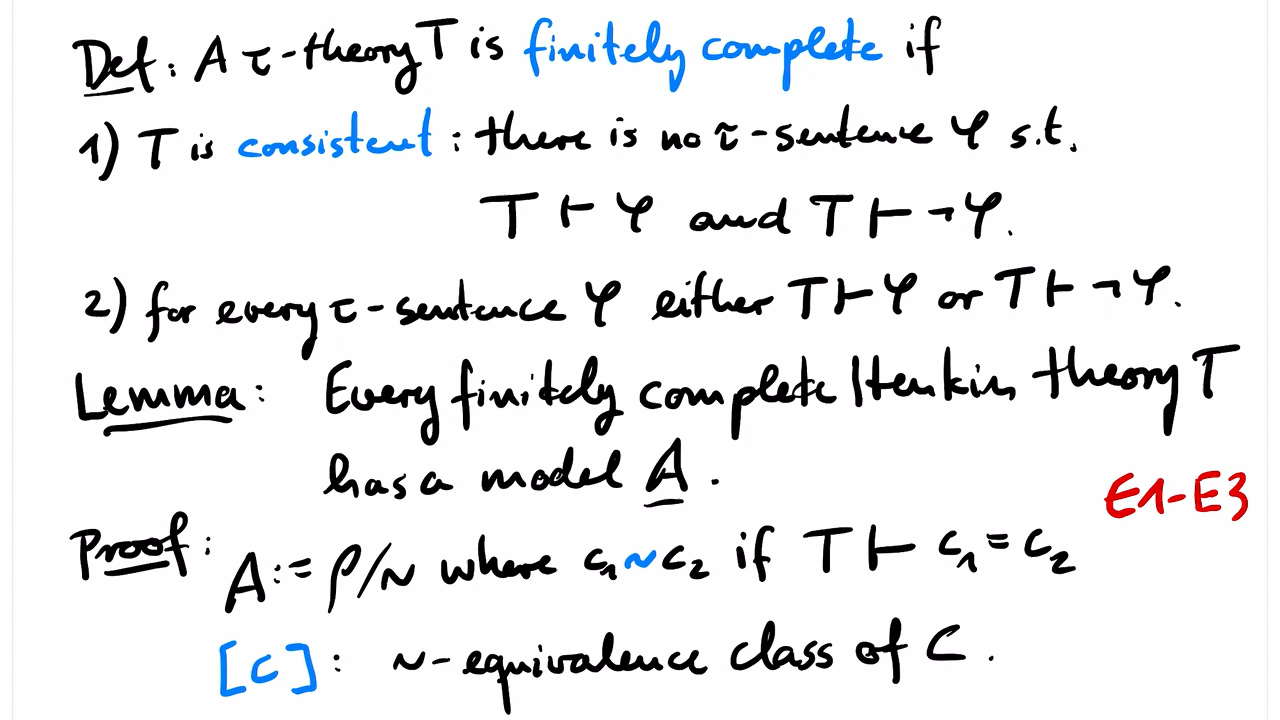 Def: A τ-theory T is finitely complete if
1) T is consistent: there is no τ-sentence φ s.t.
T ⊢ φ and T ⊢ ¬φ.
2) for every τ-sentence φ either T ⊢ φ or T ⊢ ¬φ.
Lemma: Every finitely complete Henkin theory T
has a model A.
E1-E3
Proof: A := ρ/~ where c₁~c₂ if T ⊢ c₁ = c₂
[c]: ~-equivalence class of c.